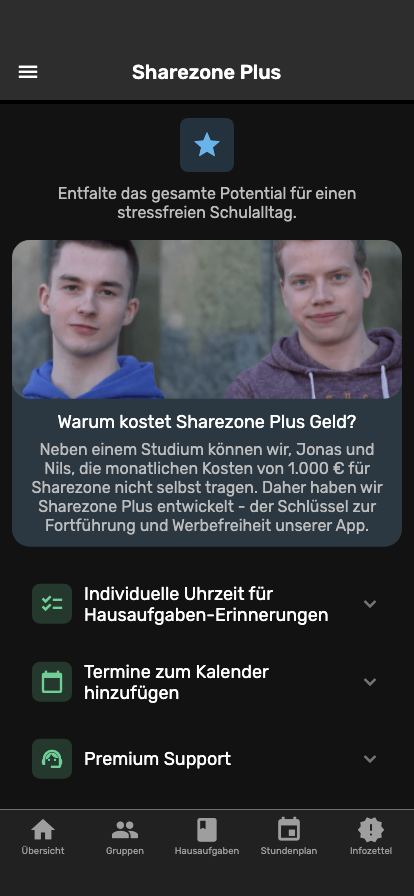 Sharezone Plus
Entfalte das gesamte Potential für einen
stressfreien Schulalltag.
Warum kostet Sharezone Plus Geld?
Neben einem Studium können wir, Jonas und
Nils, die monatlichen Kosten von 1.000 € für
Sharezone nicht selbst tragen. Daher haben wir
Sharezone Plus entwickelt - der Schlüssel zur
Fortführung und Werbefreiheit unserer App.
Individuelle Uhrzeit für
Hausaufgaben-Erinnerungen
Termine zum Kalender
hinzufügen
Premium Support
Übersicht
Gruppen
Hausaufgaben
Stundenplan
Infozettel